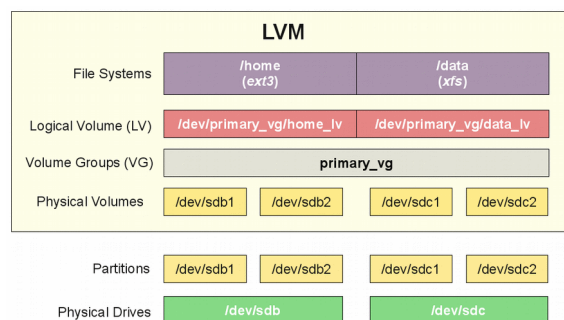 LVM
File Systems
/home
(ext3)
/data
(xfs)
Logical Volume (LV)
/dev/primary_vg/home_lv
/dev/primary_vg/data_lv
Volume Groups (VG)
primary_vg
Physical Volumes
/dev/sdb1
/dev/sdb2
/dev/sdc1
/dev/sdc2
Partitions
/dev/sdb1
/dev/sdb2
/dev/sdc1
/dev/sdc2
Physical Drives
/dev/sdb
/dev/sdc